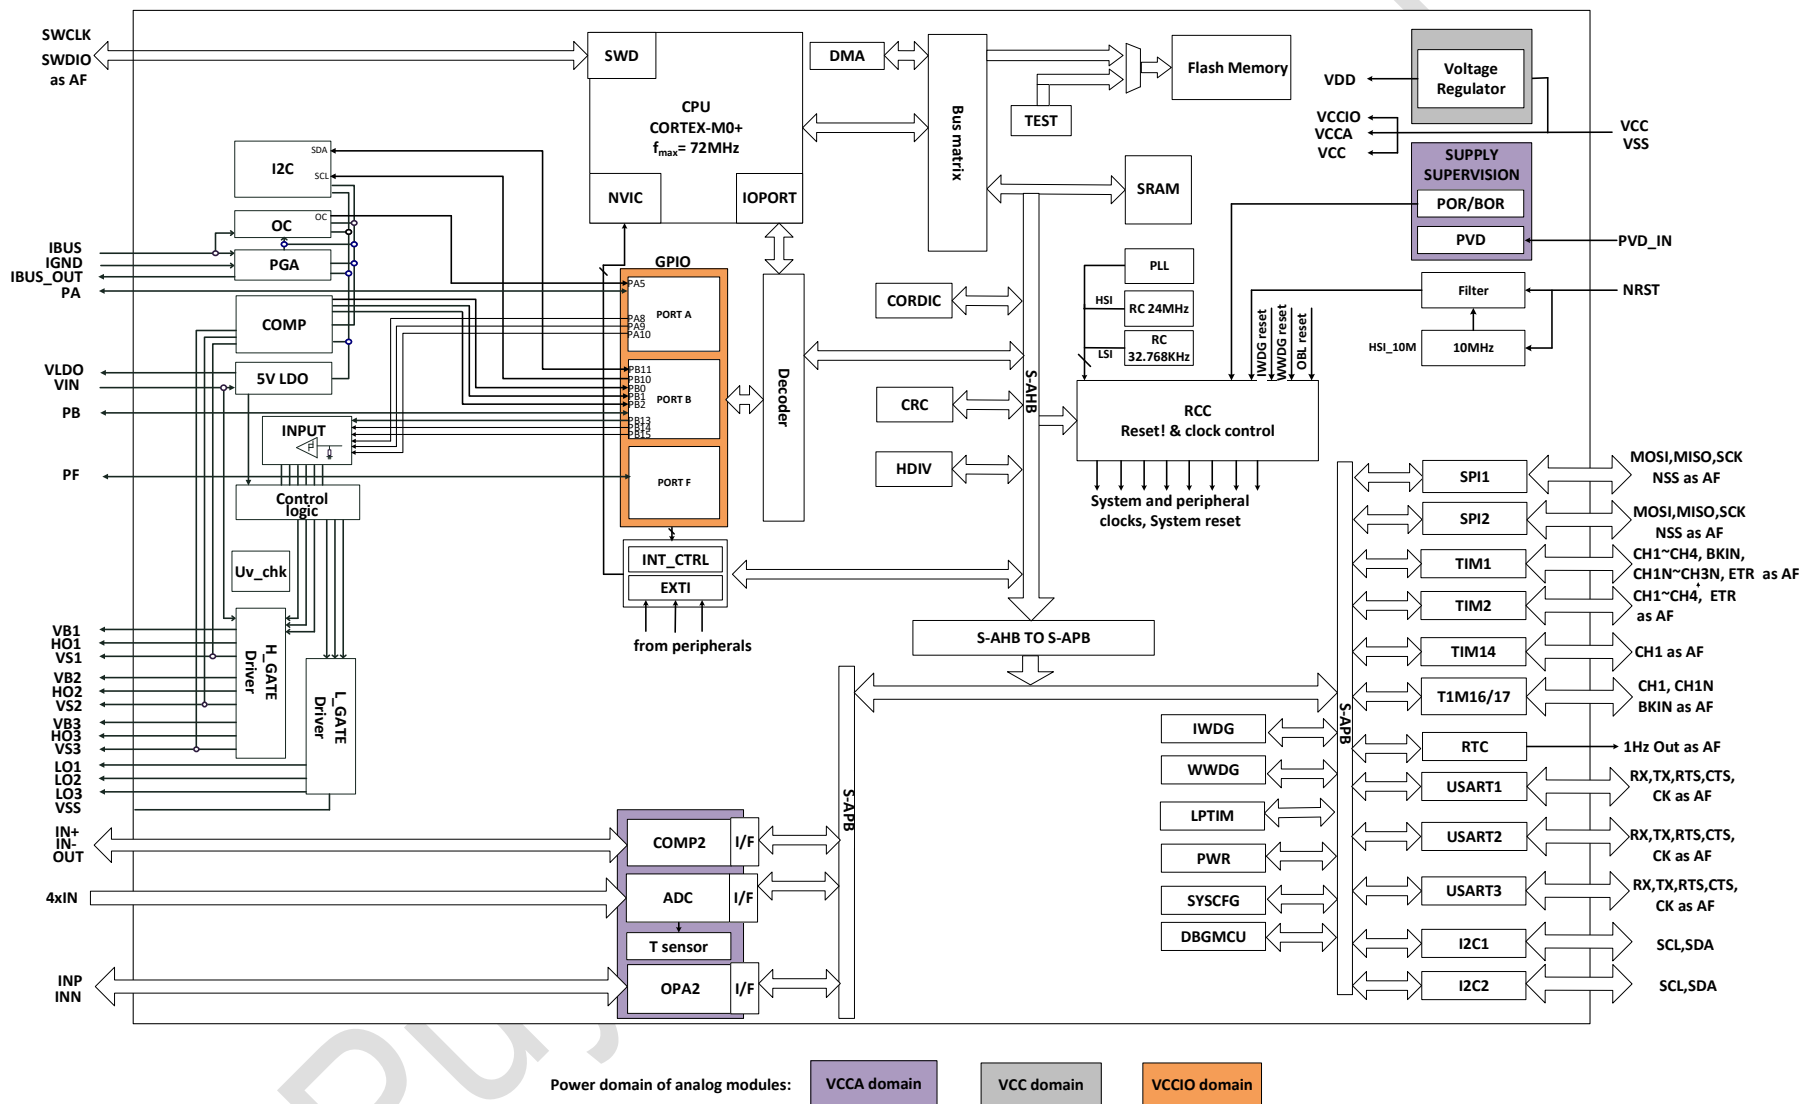 SWCLK
SWDIO
as AF
SWD
CPU
CORTEX-M0+
fmax= 72MHz
NVIC
IOPORT
DMA
Bus matrix
Flash Memory
TEST
SRAM
Voltage
Regulator
VDD
VCCIO
VCCA
VCC
VCC
VSS
SUPPLY
SUPERVISION
POR/BOR
PVD
PVD_IN
I2C
SDA
SCL
OC
OC
PGA
IBUS
IGND
IBUS_OUT
PA
COMP
VLDO
VIN
5V LDO
PB
INPUT
PF
Control
logic
Uv_chk
GPIO
PA5
PORT A
PA8
PA9
PA10
PB11
PB10
PB0
PB1
PB2
PORT B
PB13
PB14
PB15
PORT F
INT_CTRL
EXTI
from peripherals
Decoder
CORDIC
CRC
HDIV
S-AHB
PLL
HSI
RC 24MHz
LSI
RC
32.768KHz
IWDG reset
WWDG reset
OBL reset
Filter
NRST
HSI_10M
10MHz
RCC
Reset! & clock control
System and peripheral
clocks, System reset
S-AHB TO S-APB
VB1
HO1
VS1
VB2
HO2
VS2
VB3
HO3
VS3
LO1
LO2
LO3
VSS
H_GATE
Driver
L_GATE
Driver
IN+
IN-
OUT
4xIN
INP
INN
COMP2
I/F
ADC
I/F
T sensor
OPA2
I/F
S-APB
IWDG
WWDG
LPTIM
PWR
SYSCFG
DBGMCU
S-APB
SPI1
MOSI,MISO,SCK
NSS as AF
SPI2
MOSI,MISO,SCK
NSS as AF
TIM1
CH1~CH4, BKIN,
CH1N~CH3N, ETR as AF
TIM2
CH1~CH4, ETR
as AF
TIM14
CH1 as AF
T1M16/17
CH1, CH1N
BKIN as AF
RTC
1Hz Out as AF
USART1
RX,TX,RTS,CTS,
CK as AF
USART2
RX,TX,RTS,CTS,
CK as AF
USART3
RX,TX,RTS,CTS,
CK as AF
I2C1
SCL,SDA
I2C2
SCL,SDA
Power domain of analog modules:
VCCA domain
VCC domain
VCCIO domain